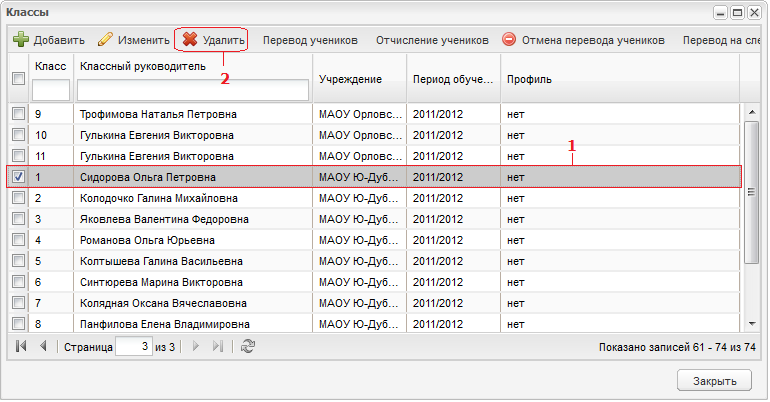 Классы
Добавить Изменить Удалить Перевод учеников Отчисление учеников Отмена перевода учеников Перевод на сле
2
Класс Классный руководитель Учреждение Период обуче... Профиль
9 Трофимова Наталья Петровна МАОУ Орловс... 2011/2012 нет
10 Гулькина Евгения Викторовна МАОУ Орловс... 2011/2012 нет
1
11 Гулькина Евгения Викторовна МАОУ Орловс... 2011/2012 нет
1 Сидорова Ольга Петровна МАОУ Ю-Дуб... 2011/2012 нет
2 Колодочко Галина Михайловна МАОУ Ю-Дуб... 2011/2012 нет
3 Яковлева Валентина Федоровна МАОУ Ю-Дуб... 2011/2012 нет
4 Романова Ольга Юрьевна МАОУ Ю-Дуб... 2011/2012 нет
5 Колтышева Галина Васильевна МАОУ Ю-Дуб... 2011/2012 нет
6 Синтюрева Марина Викторовна МАОУ Ю-Дуб... 2011/2012 нет
7 Колядная Оксана Вячеславовна МАОУ Ю-Дуб... 2011/2012 нет
8 Панфилова Елена Владимировна МАОУ Ю-Дуб... 2011/2012 нет
Страница 3 из 3 Показано записей 61 - 74 из 74
Закрыть